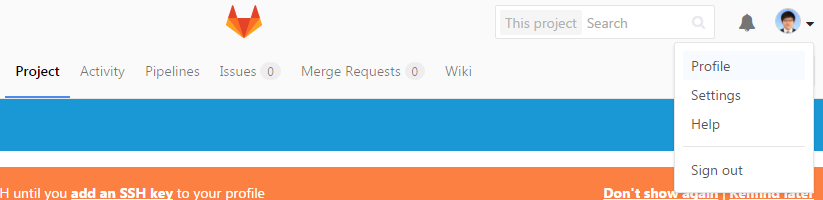 This project Search
Project Activity Pipelines Issues 0 Merge Requests 0 Wiki
Profile
Settings
Help
Sign out
H until you add an SSH key to your profile
Don't show again | Remind later